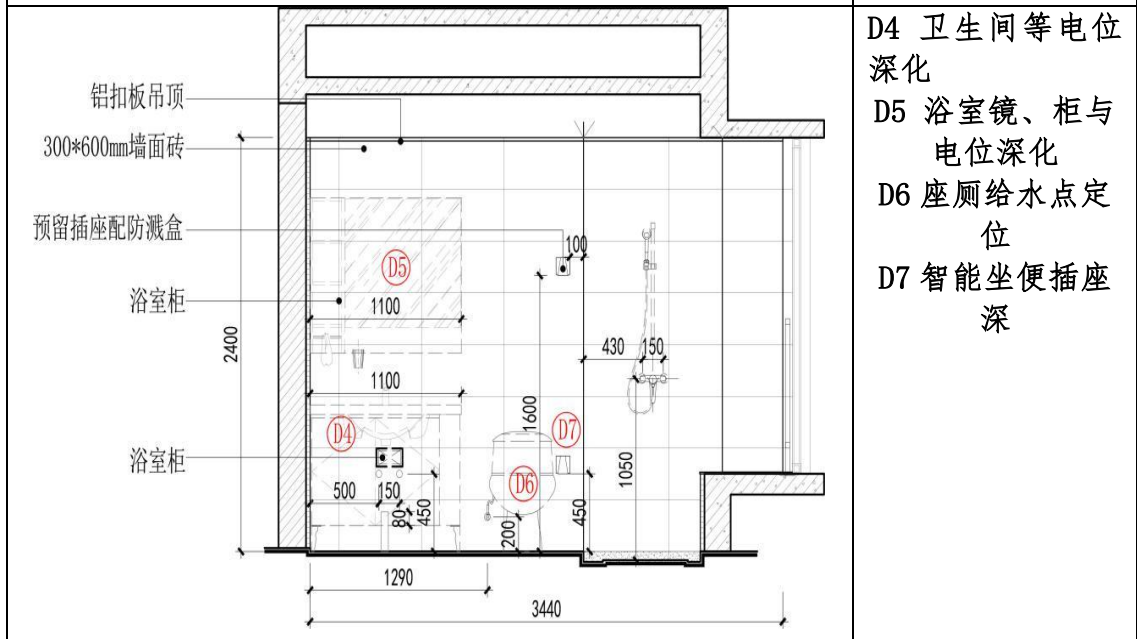 铝扣板吊顶
300*600mm墙面砖
预留插座配防溅盒
浴室柜
浴室柜
2400
D5
100
1100
430
150
1100
1600
D4
D7
D6
1050
500
150
80
450
200
450
1290
3440
D4 卫生间等电位
深化
D5 浴室镜、柜与
电位深化
D6 座厕给水点定
位
D7 智能坐便插座
深